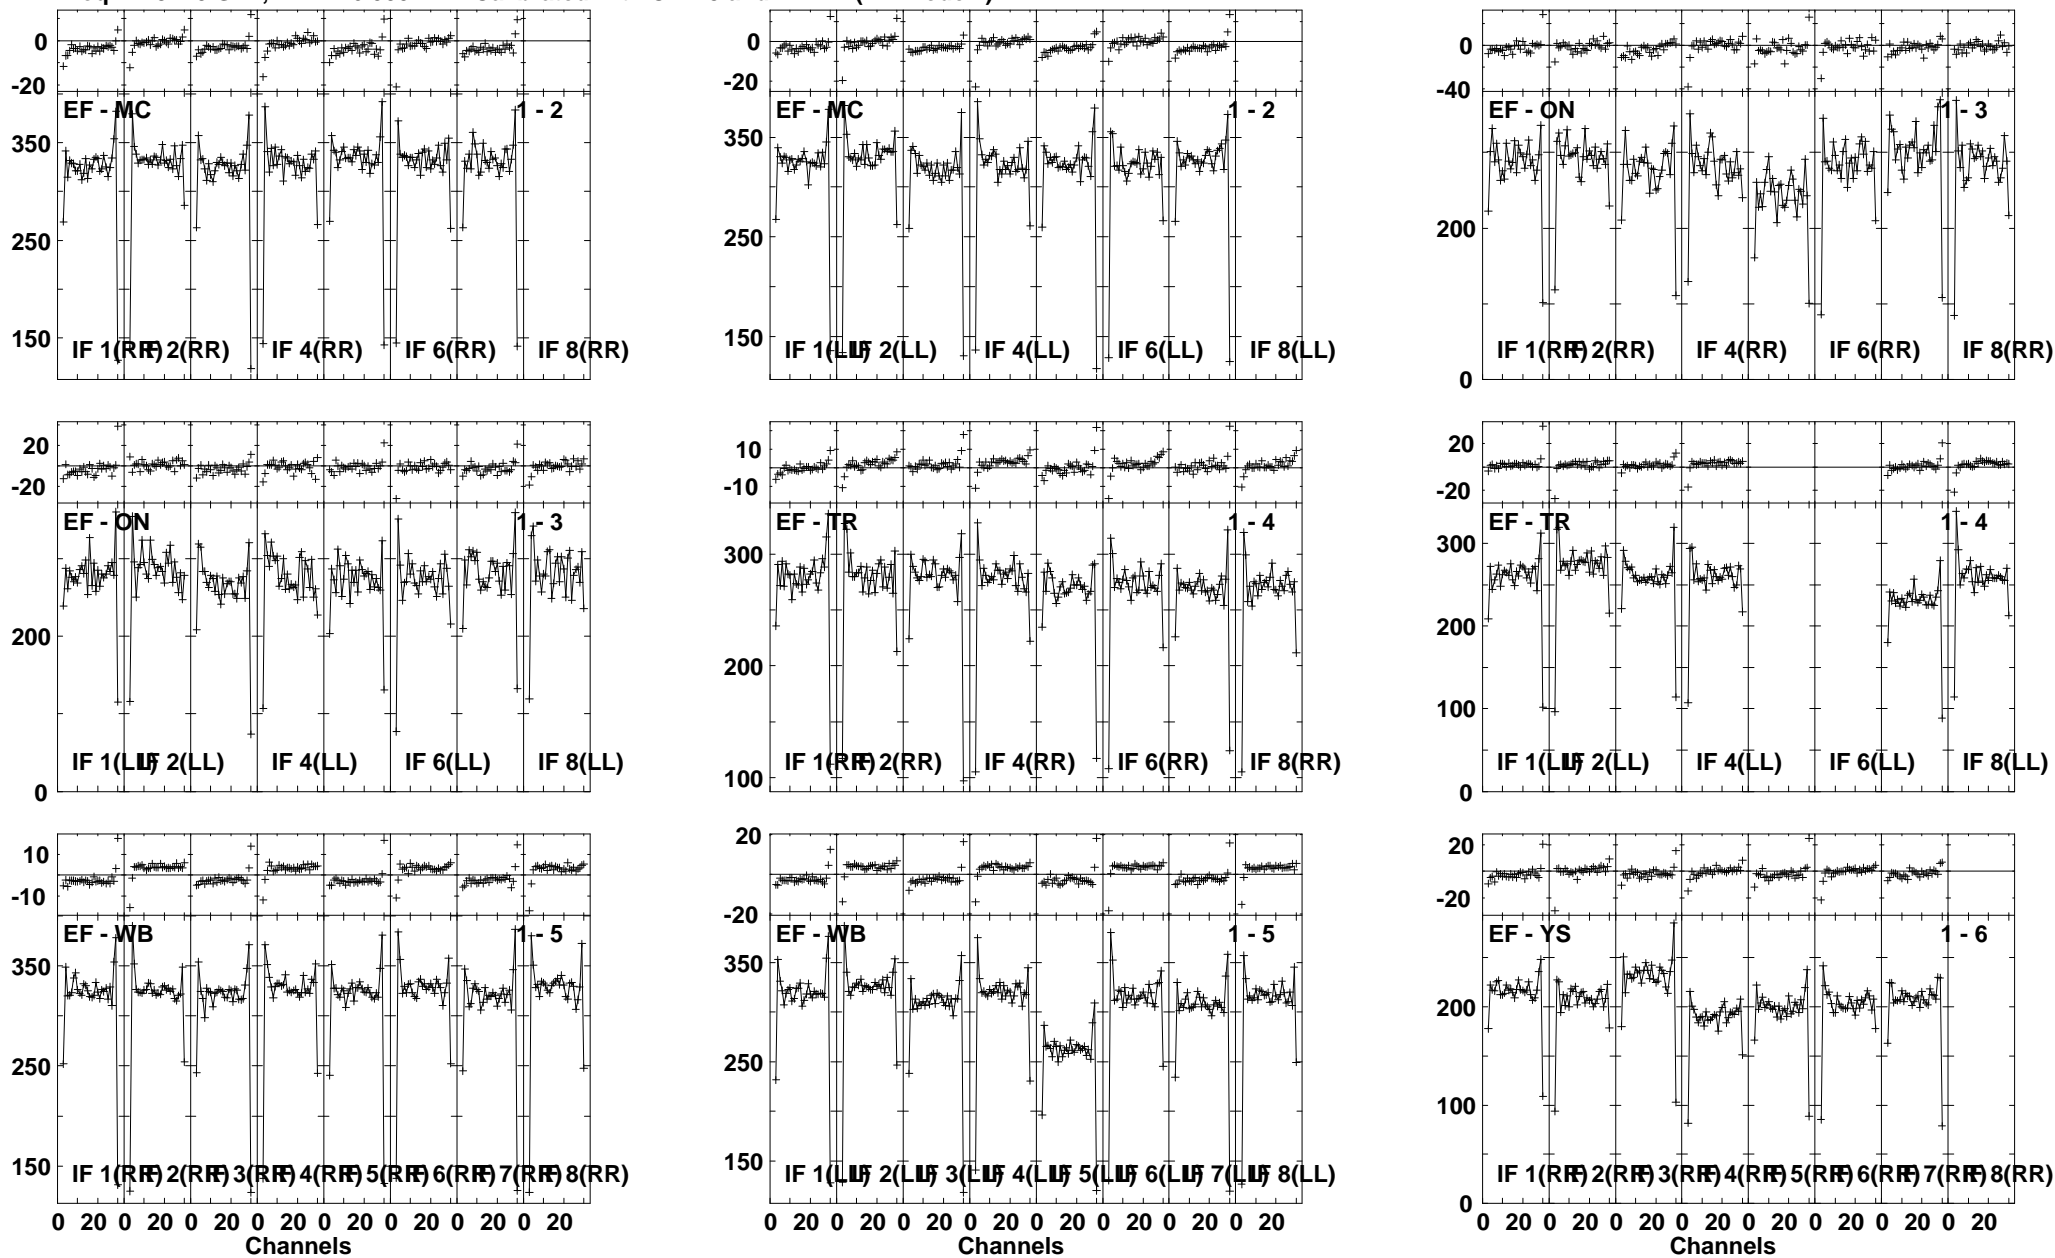 0
-20
EF - MC 1 - 2
350
250
150
IF 1(RR) IF 2(RR) IF 4(RR) IF 6(RR) IF 8(RR)
0
-20
EF - MC 1 - 2
350
250
150
IF 1(LL) IF 2(LL) IF 4(LL) IF 6(LL) IF 8(LL)
0
-40
EF - ON 1 - 3
200
0
IF 1(RR) IF 2(RR) IF 4(RR) IF 6(RR) IF 8(RR)
20
-20
EF - ON 1 - 3
200
0
IF 1(LL) IF 2(LL) IF 4(LL) IF 6(LL) IF 8(LL)
10
-10
EF - TR 1 - 4
300
200
100
IF 1(RR) IF 2(RR) IF 4(RR) IF 6(RR) IF 8(RR)
20
-20
EF - TR 1 - 4
300
200
100
0
IF 1(LL) IF 2(LL) IF 4(LL) IF 6(LL) IF 8(LL)
10
-10
EF - WB 1 - 5
350
250
150
IF 1(RR) IF 2(RR) IF 3(RR) IF 4(RR) IF 5(RR) IF 6(RR) IF 7(RR) IF 8(RR)
0 20 0 20 0 20 0 20 0 20 0 20 0 20 0 20
Channels
20
-20
EF - WB 1 - 5
350
250
150
IF 1(LL) IF 2(LL) IF 3(LL) IF 4(LL) IF 5(LL) IF 6(LL) IF 7(LL) IF 8(LL)
0 20 0 20 0 20 0 20 0 20 0 20 0 20 0 20
Channels
20
-20
EF - YS 1 - 6
200
100
0
IF 1(RR) IF 2(RR) IF 3(RR) IF 4(RR) IF 5(RR) IF 6(RR) IF 7(RR) IF 8(RR)
0 20 0 20 0 20 0 20 0 20 0 20 0 20 0 20
Channels